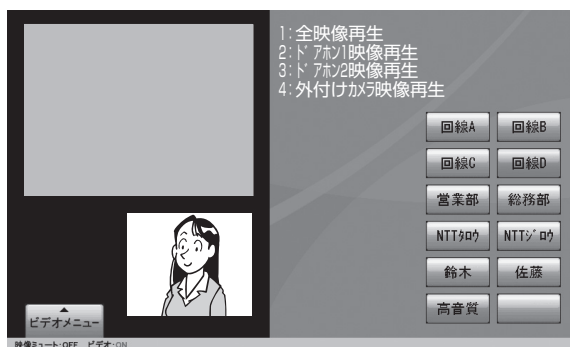 1:全映像再生
2:ﾄﾞｱﾎﾝ1映像再生
3:ﾄﾞｱﾎﾝ2映像再生
4:外付けｶﾒﾗ映像再生
回線A 回線B
回線C 回線D
営業部 総務部
NTTﾀﾛｳ NTTｼﾞﾛｳ
鈴木 佐藤
高音質
ビデオメニュー
映像ミュート:OFF ビデオ:ON